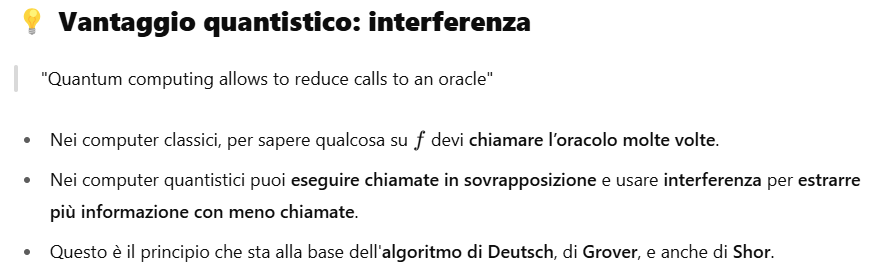 💡 Vantaggio quantistico: interferenza
"Quantum computing allows to reduce calls to an oracle"
• Nei computer classici, per sapere qualcosa su f devi chiamare l’oracolo molte volte.
• Nei computer quantistici puoi eseguire chiamate in sovrapposizione e usare interferenza per estrarre
più informazione con meno chiamate.
• Questo è il principio che sta alla base dell'algoritmo di Deutsch, di Grover, e anche di Shor.